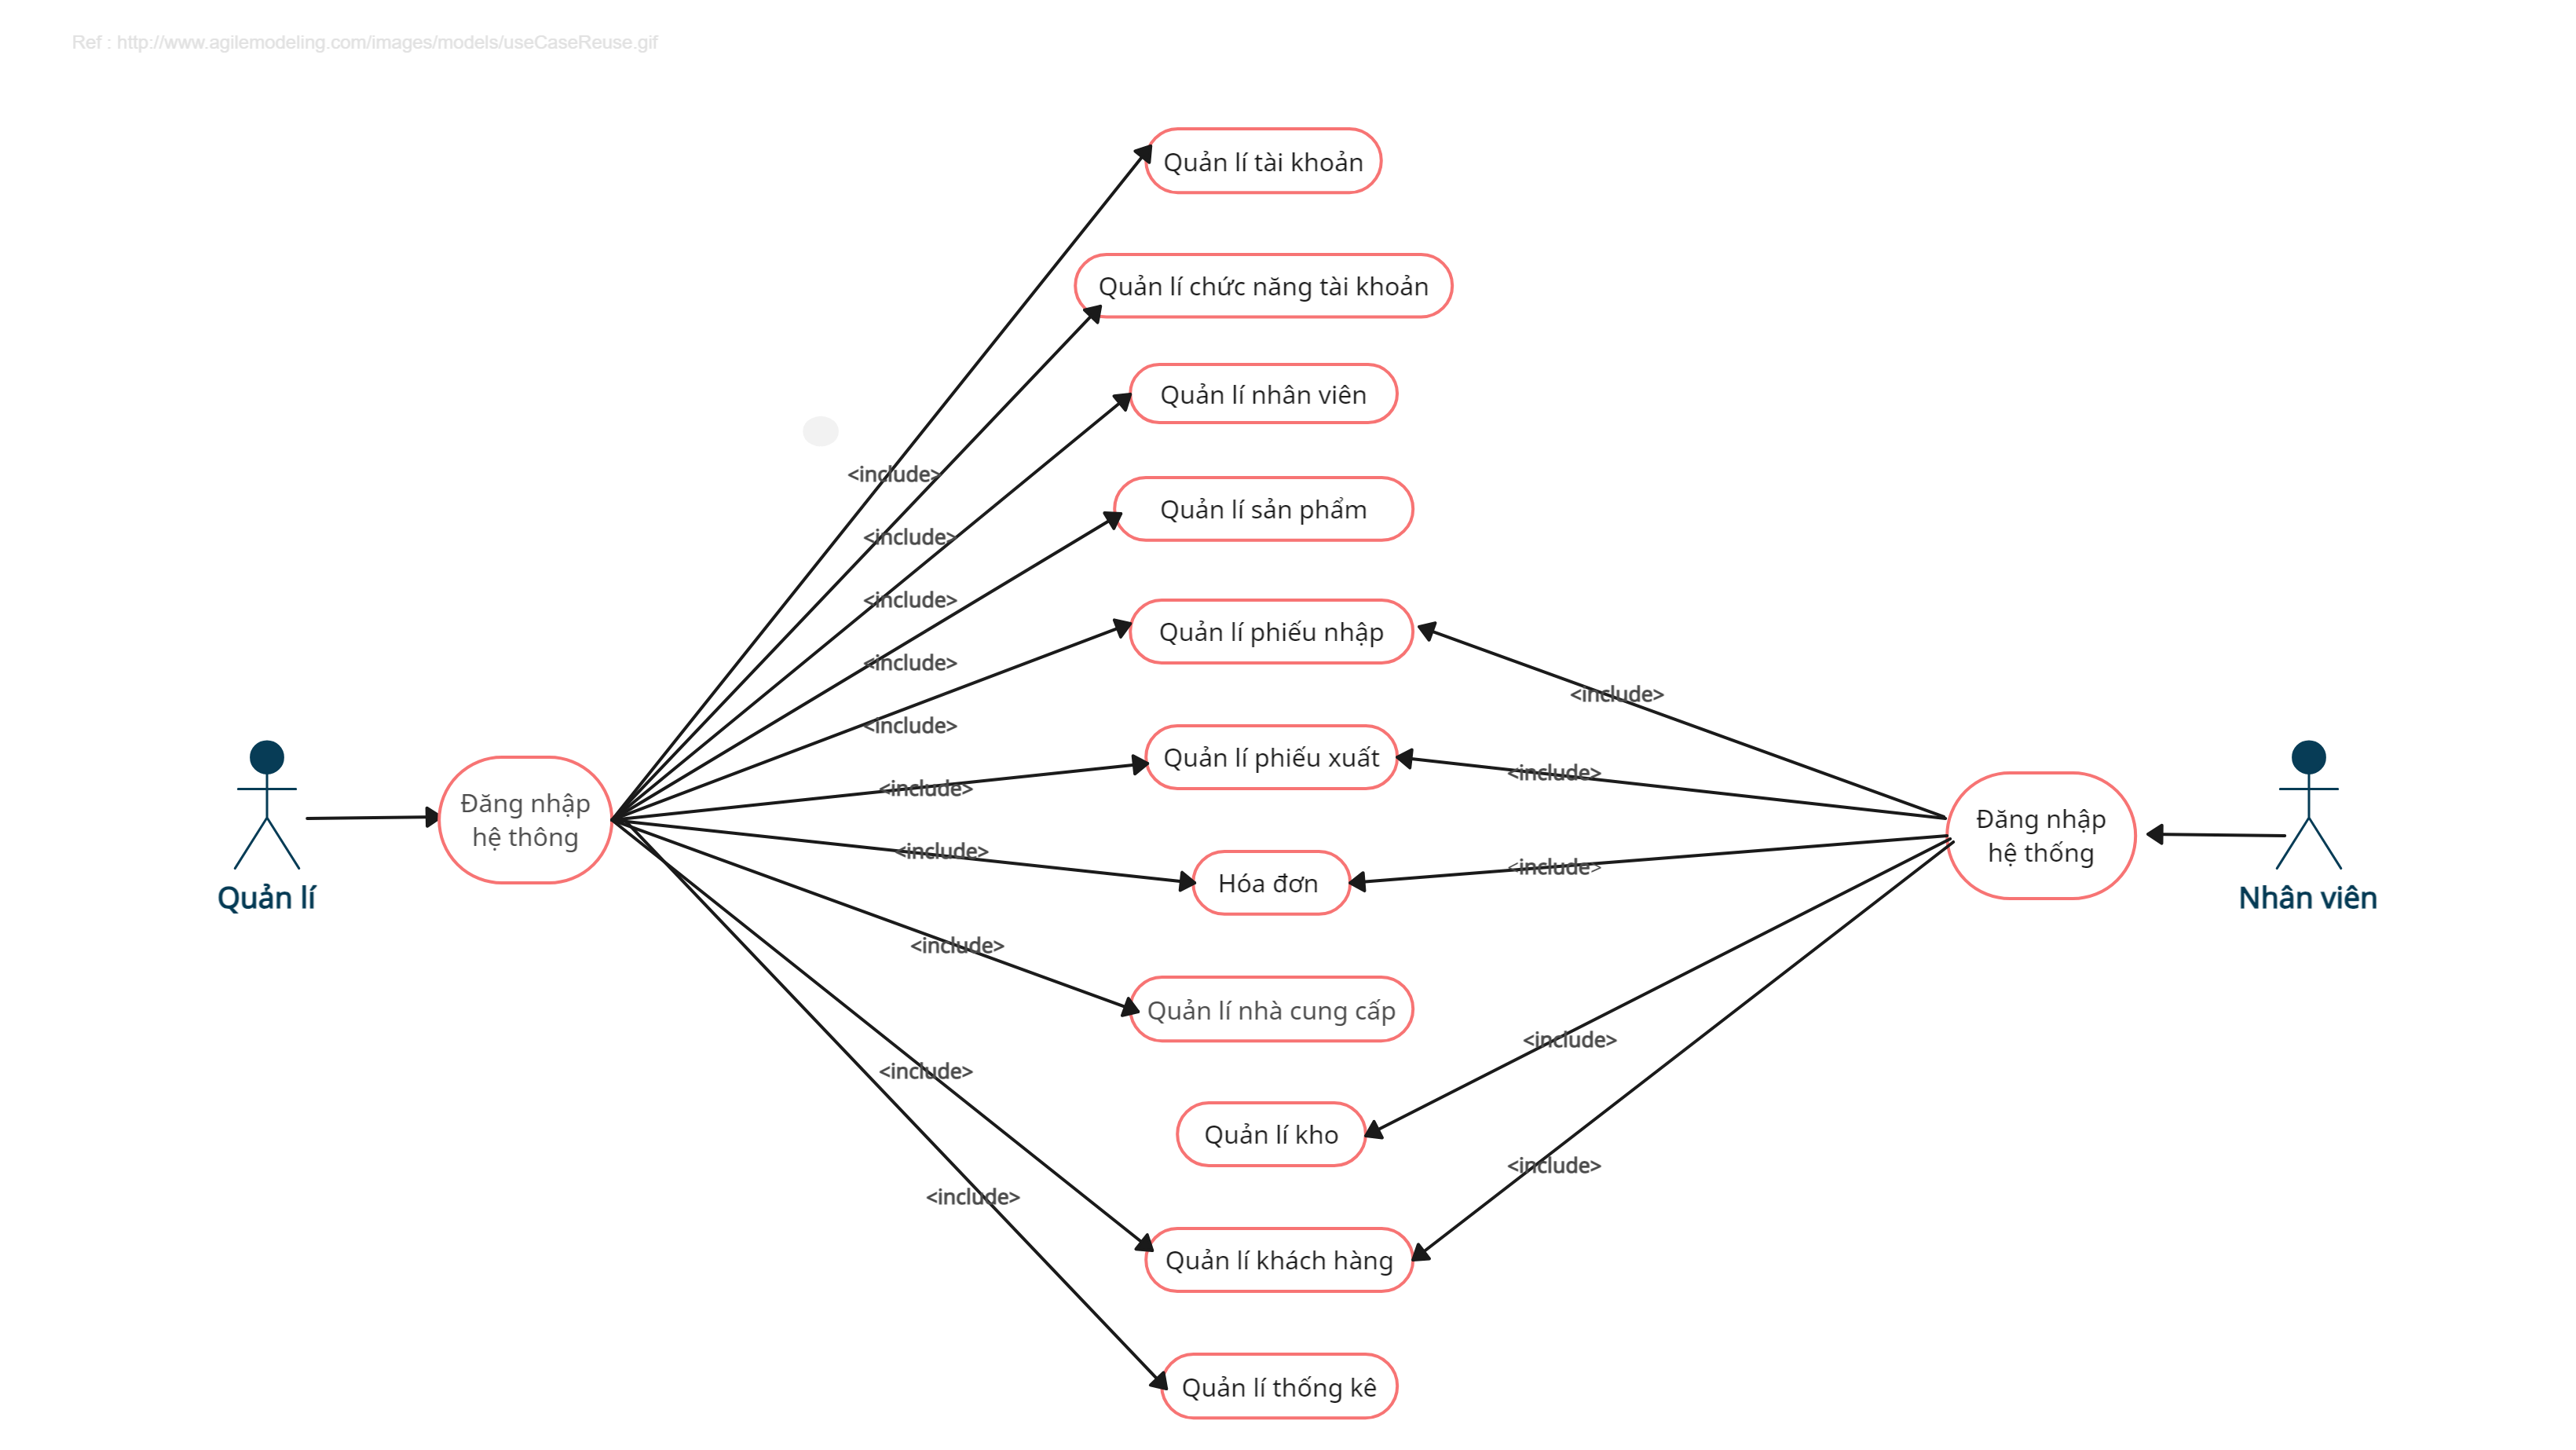 Ref : http://www.agilemodeling.com/images/models/useCaseReuse.gif
Quản lí tài khoản
Quản lí chức năng tài khoản
Quản lí nhân viên
<include>
Quản lí sản phẩm
<include>
<include>
Quản lí phiếu nhập
<include>
<include>
<include>
Quản lí phiếu xuất
<include>
<include>
Đăng nhập
hệ thông
Đăng nhập
hệ thống
<include>
<include>
Hóa đơn
Quản lí
Nhân viên
<include>
Quản lí nhà cung cấp
<include>
<include>
Quản lí kho
<include>
<include>
Quản lí khách hàng
Quản lí thống kê